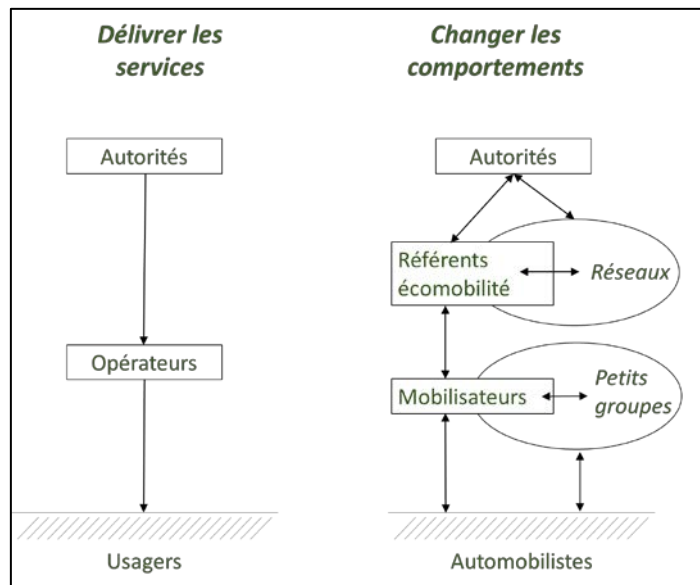 Délivrer les
services
Autorités
Opérateurs
Usagers
Changer les
comportements
Autorités
Référents
écomobilité
Réseaux
Mobilisateurs
Petits
groupes
Automobilistes